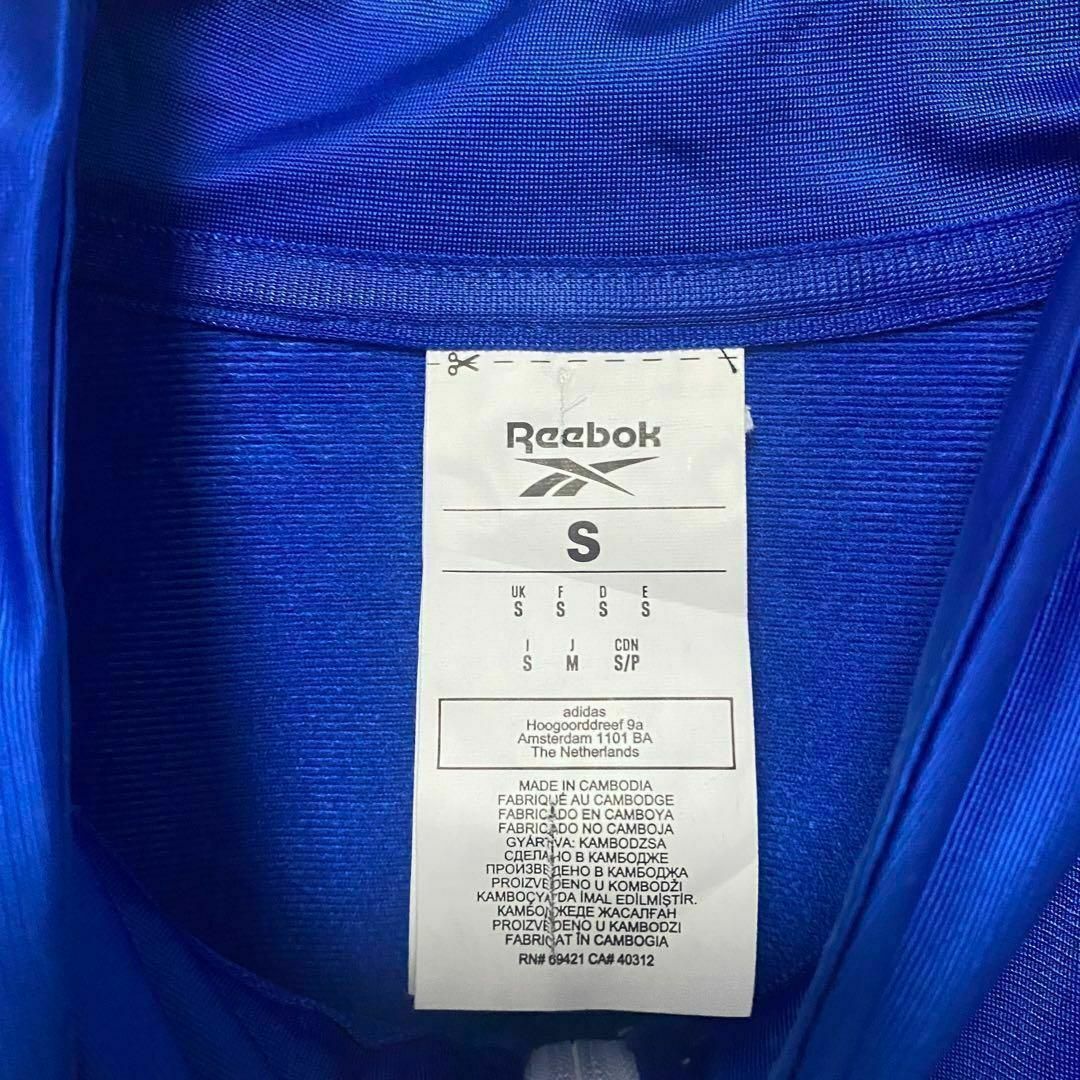 Reebok
S
UK F D E
S S S S
I J CDN
S M S/P
adidas
Hoogoorddreef 9a
Amsterdam 1101 BA
The Netherlands
MADE IN CAMBODIA
FABRIQUÉ AU CAMBODGE
FABRICADO EN CAMBOYA
FABRICADO NO CAMBOJA
GYÁRTVA: KAMBODZSA
СДЕЛАНО В КАМБОДЖЕ
ПРОИЗВЕДЕНО В КАМБОДЖА
PROIZVEDENO U KOMBODŽI
KAMBOÇYA'DA İMAL EDİLMİŞTİR.
КАМБОДЖЕДЕ ЖАСАЛҒАН
PROIZVEDENO U KAMBODZI
FABRICAT ÎN CAMBOGIA
RN# 69421 CA# 40312